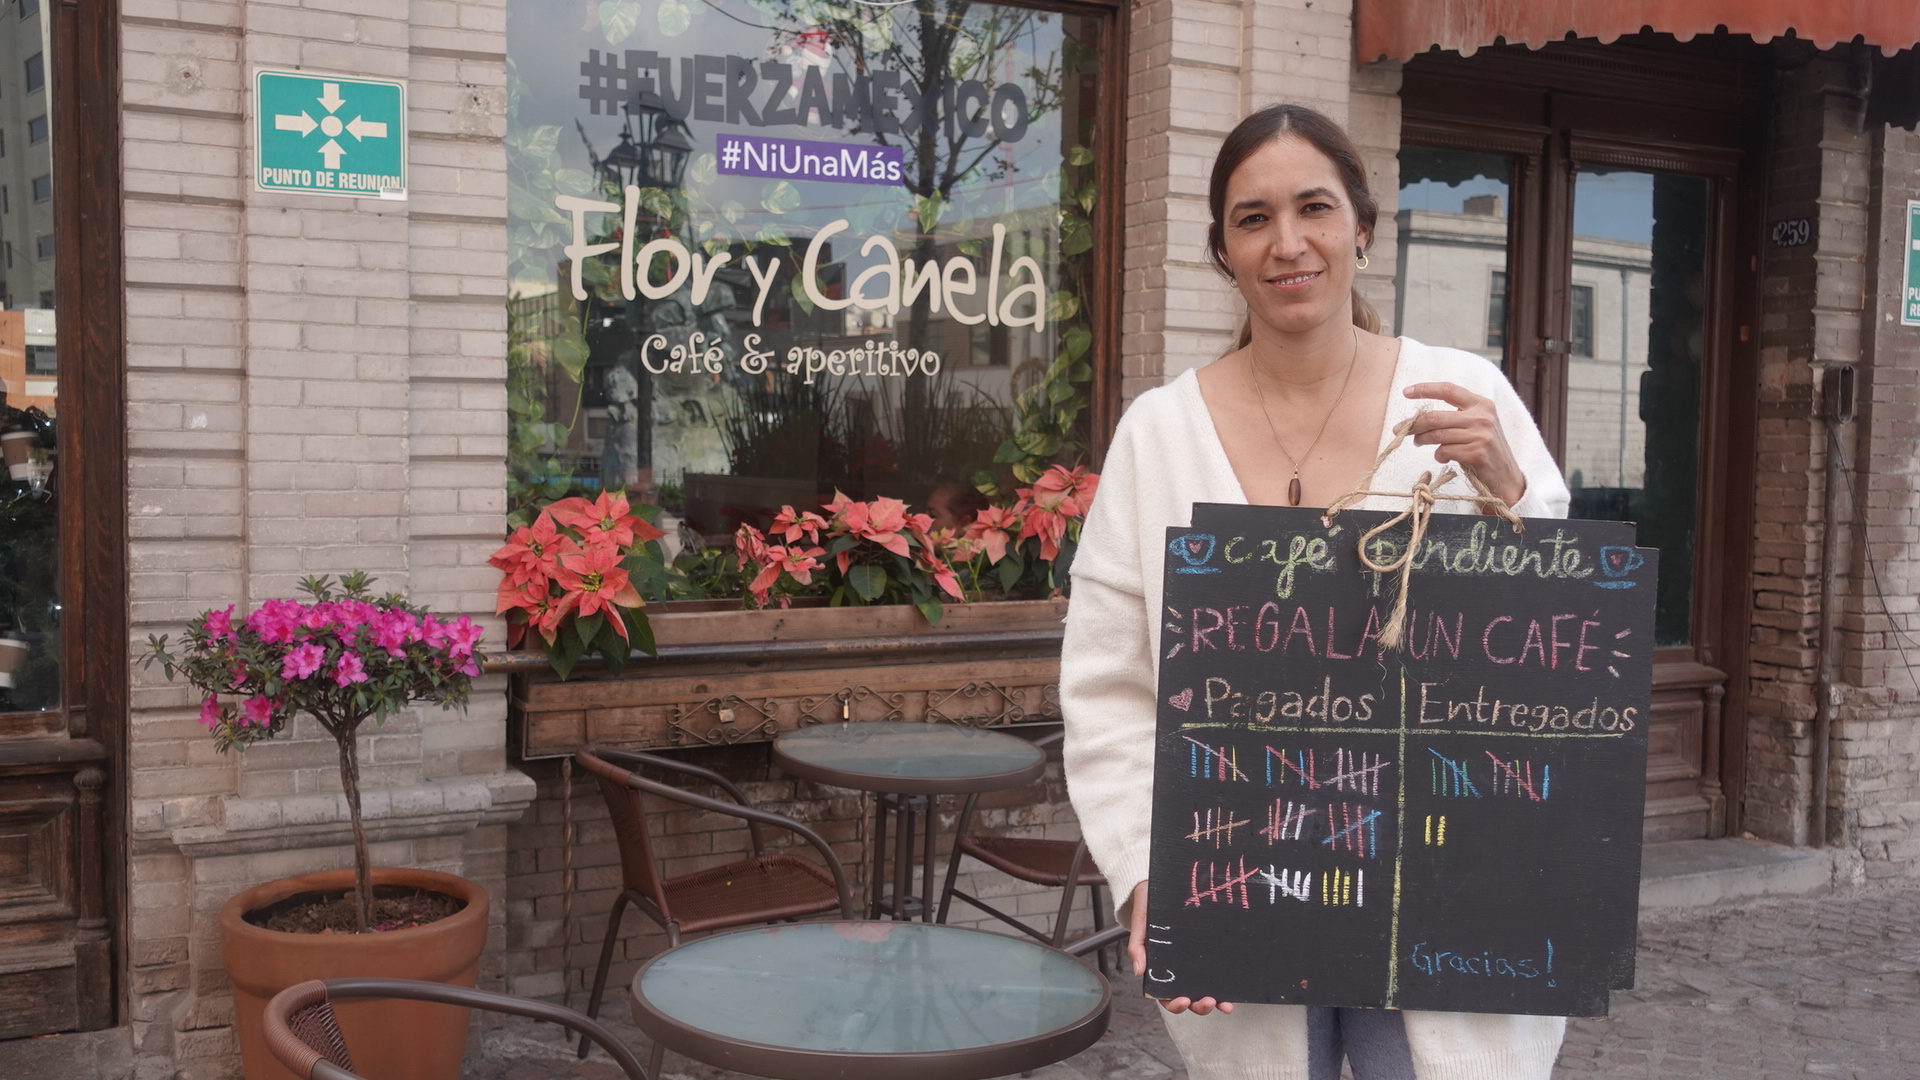 PUNTO DE REUNION
#FUERZAMEXICO
#NiUnaMás
Flor y Canela
Café & aperitivo
259
café pendiente
REGALA UN CAFÉ
Pagados
Entregados
Gracias!